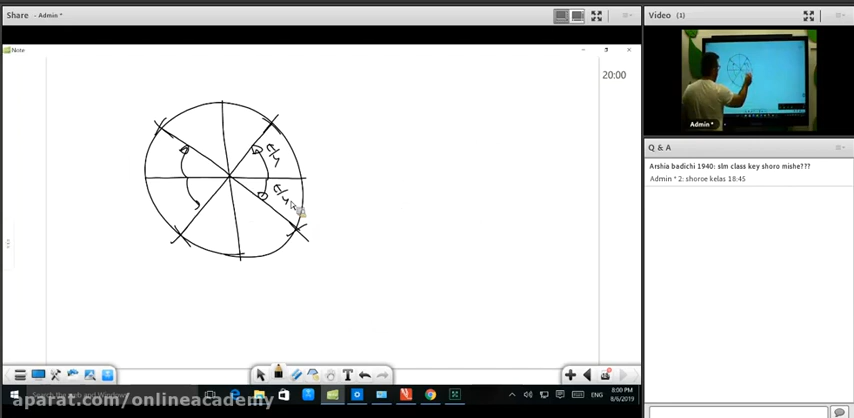 Share - Admin *
Video (1)
Note
20:00
Admin *
Q & A
Arshia badichi 1940: slm class key shoro mishe???
Admin * 2: shoroe kelas 18:45
T
ENG
8:00 PM
8/6/2019
aparat.com/onlineacademy